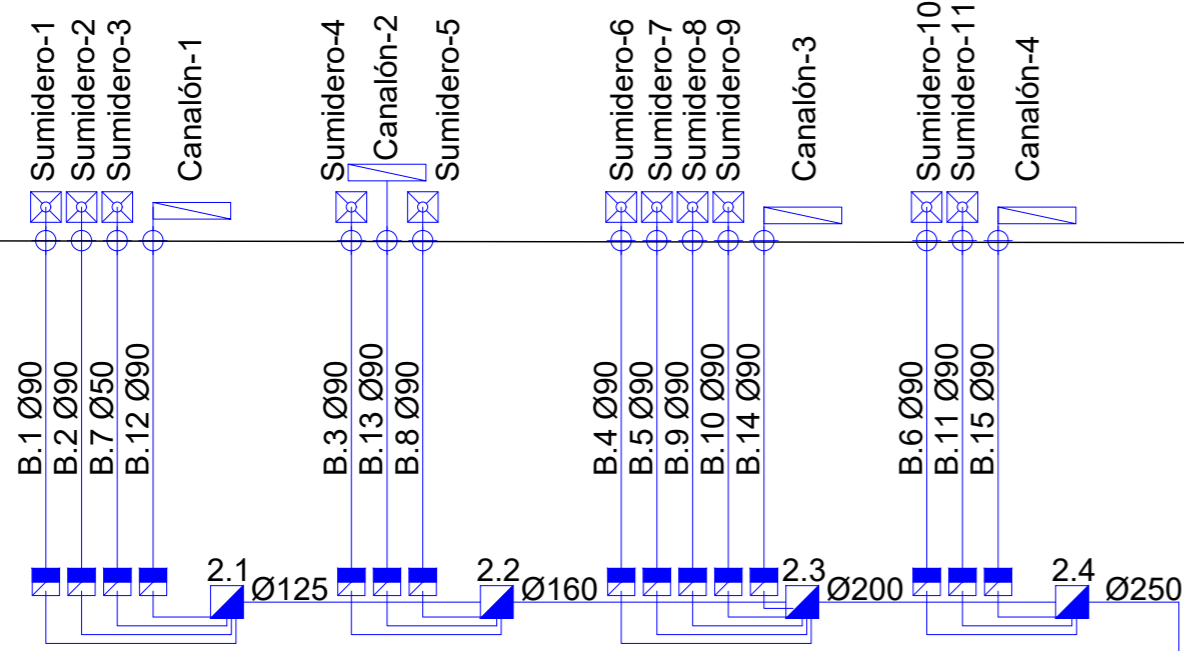 Sumidero-1
Sumidero-2
Sumidero-3
Canalón-1
Sumidero-4
Canalón-2
Sumidero-5
Sumidero-6
Sumidero-7
Sumidero-8
Sumidero-9
Canalón-3
Sumidero-10
Sumidero-11
Canalón-4
B.1 Ø90
B.2 Ø90
B.7 Ø50
B.12 Ø90
B.3 Ø90
B.13 Ø90
B.8 Ø90
B.4 Ø90
B.5 Ø90
B.9 Ø90
B.10 Ø90
B.14 Ø90
B.6 Ø90
B.11 Ø90
B.15 Ø90
2.1
Ø125
2.2
Ø160
2.3
Ø200
2.4
Ø250